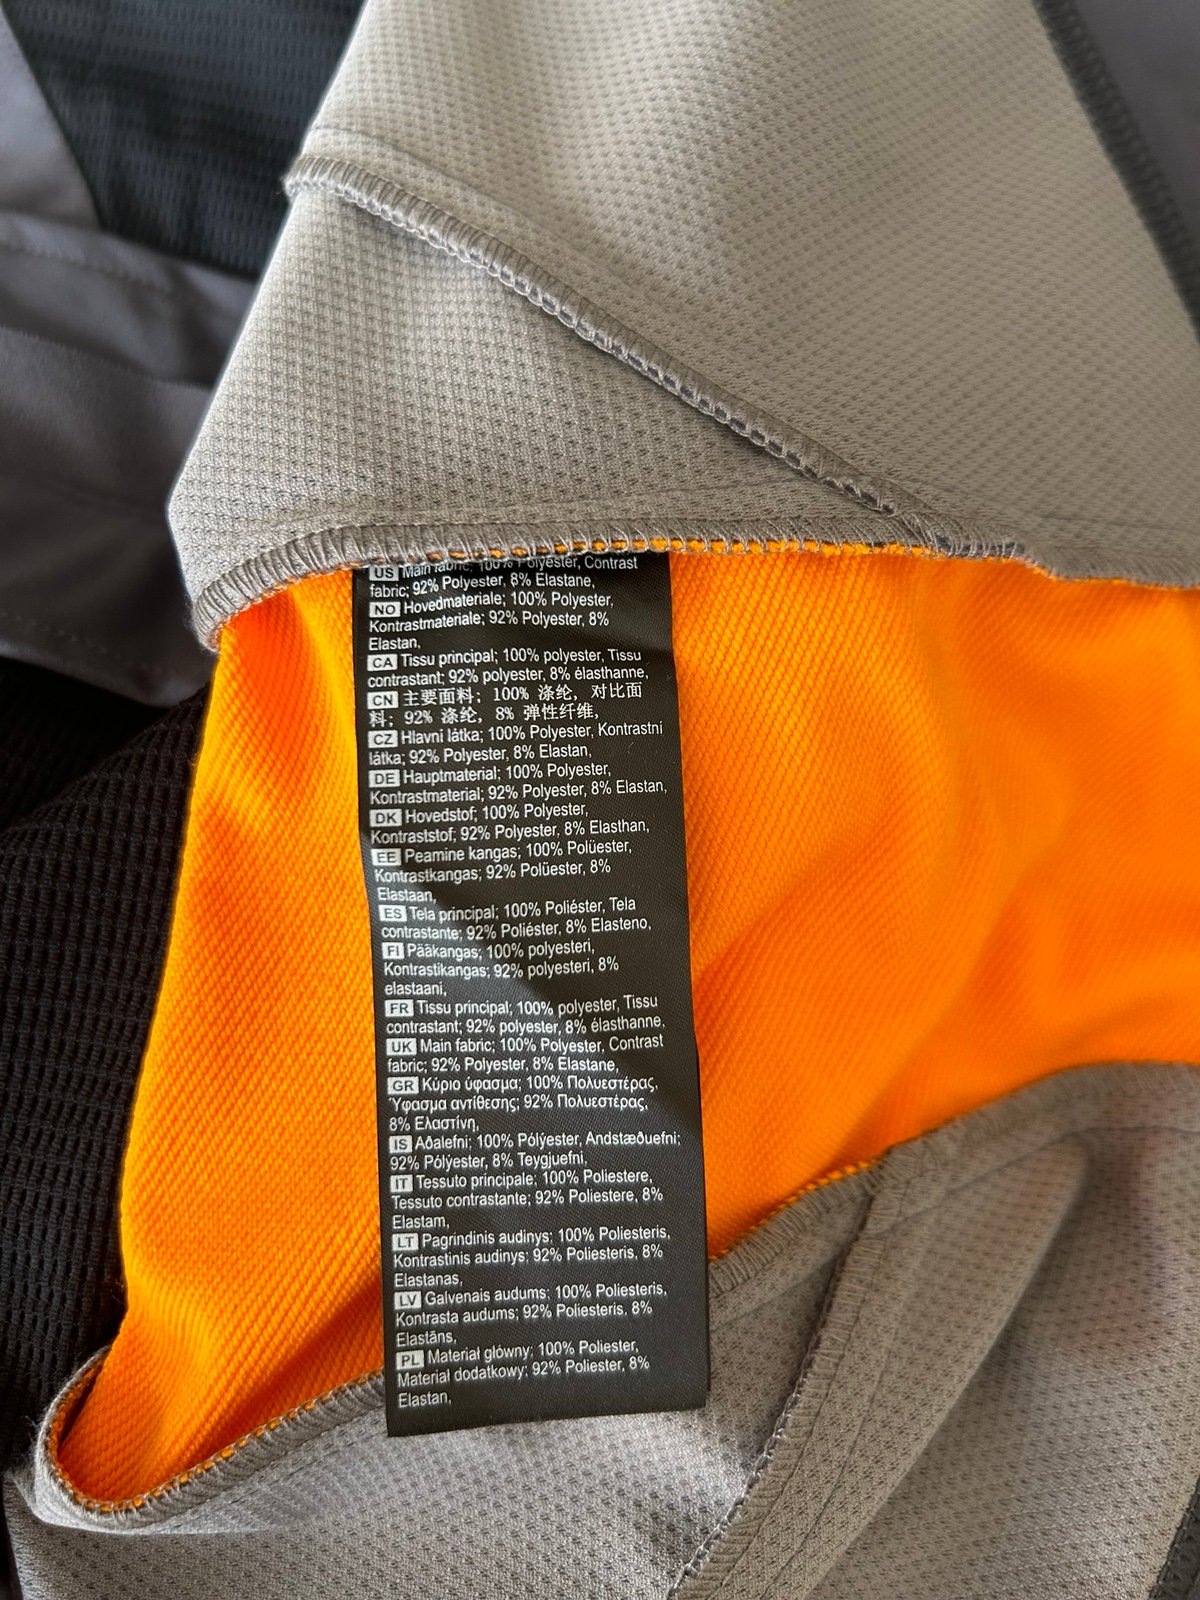 US Main fabric; 100% Polyester, Contrast
fabric; 92% Polyester, 8% Elastane,
NO Hovedmateriale; 100% Polyester,
Kontrastmateriale; 92% Polyester, 8%
Elastan,
CA Tissu principal; 100% polyester, Tissu
contrastant; 92% polyester, 8% élasthanne,
CN 主要面料; 100% 涤纶, 对比面
料; 92% 涤纶, 8% 弹性纤维,
CZ Hlavní látka; 100% Polyester, Kontrastní
látka; 92% Polyester, 8% Elastan,
DE Hauptmaterial; 100% Polyester,
Kontrastmaterial; 92% Polyester, 8% Elastan,
DK Hovedstof; 100% Polyester,
Kontraststof; 92% Polyester, 8% Elasthan,
EE Peamine kangas; 100% Polüester,
Kontrastkangas; 92% Polüester, 8%
Elastaan,
ES Tela principal; 100% Poliéster, Tela
contrastante; 92% Poliéster, 8% Elasteno,
FI Pääkangas; 100% polyesteri,
Kontrastikangas; 92% polyesteri, 8%
elastaani,
FR Tissu principal; 100% polyester, Tissu
contrastant; 92% polyester, 8% élasthanne,
UK Main fabric; 100% Polyester, Contrast
fabric; 92% Polyester, 8% Elastane,
GR Κύριο ύφασμα; 100% Πολυεστέρας,
Ύφασμα αντίθεσης; 92% Πολυεστέρας,
8% Ελαστίνη,
IS Aðalefni; 100% Pólýester, Andstæðuefni;
92% Pólýester, 8% Teygjuefni,
IT Tessuto principale; 100% Poliestere,
Tessuto contrastante; 92% Poliestere, 8%
Elastam,
LT Pagrindinis audinys; 100% Poliesteris,
Kontrastinis audinys; 92% Poliesteris, 8%
Elastanas,
LV Galvenais audums; 100% Poliesteris,
Kontrasta audums; 92% Poliesteris, 8%
Elastāns,
PL Materiał główny; 100% Poliester,
Materiał dodatkowy; 92% Poliester, 8%
Elastan,